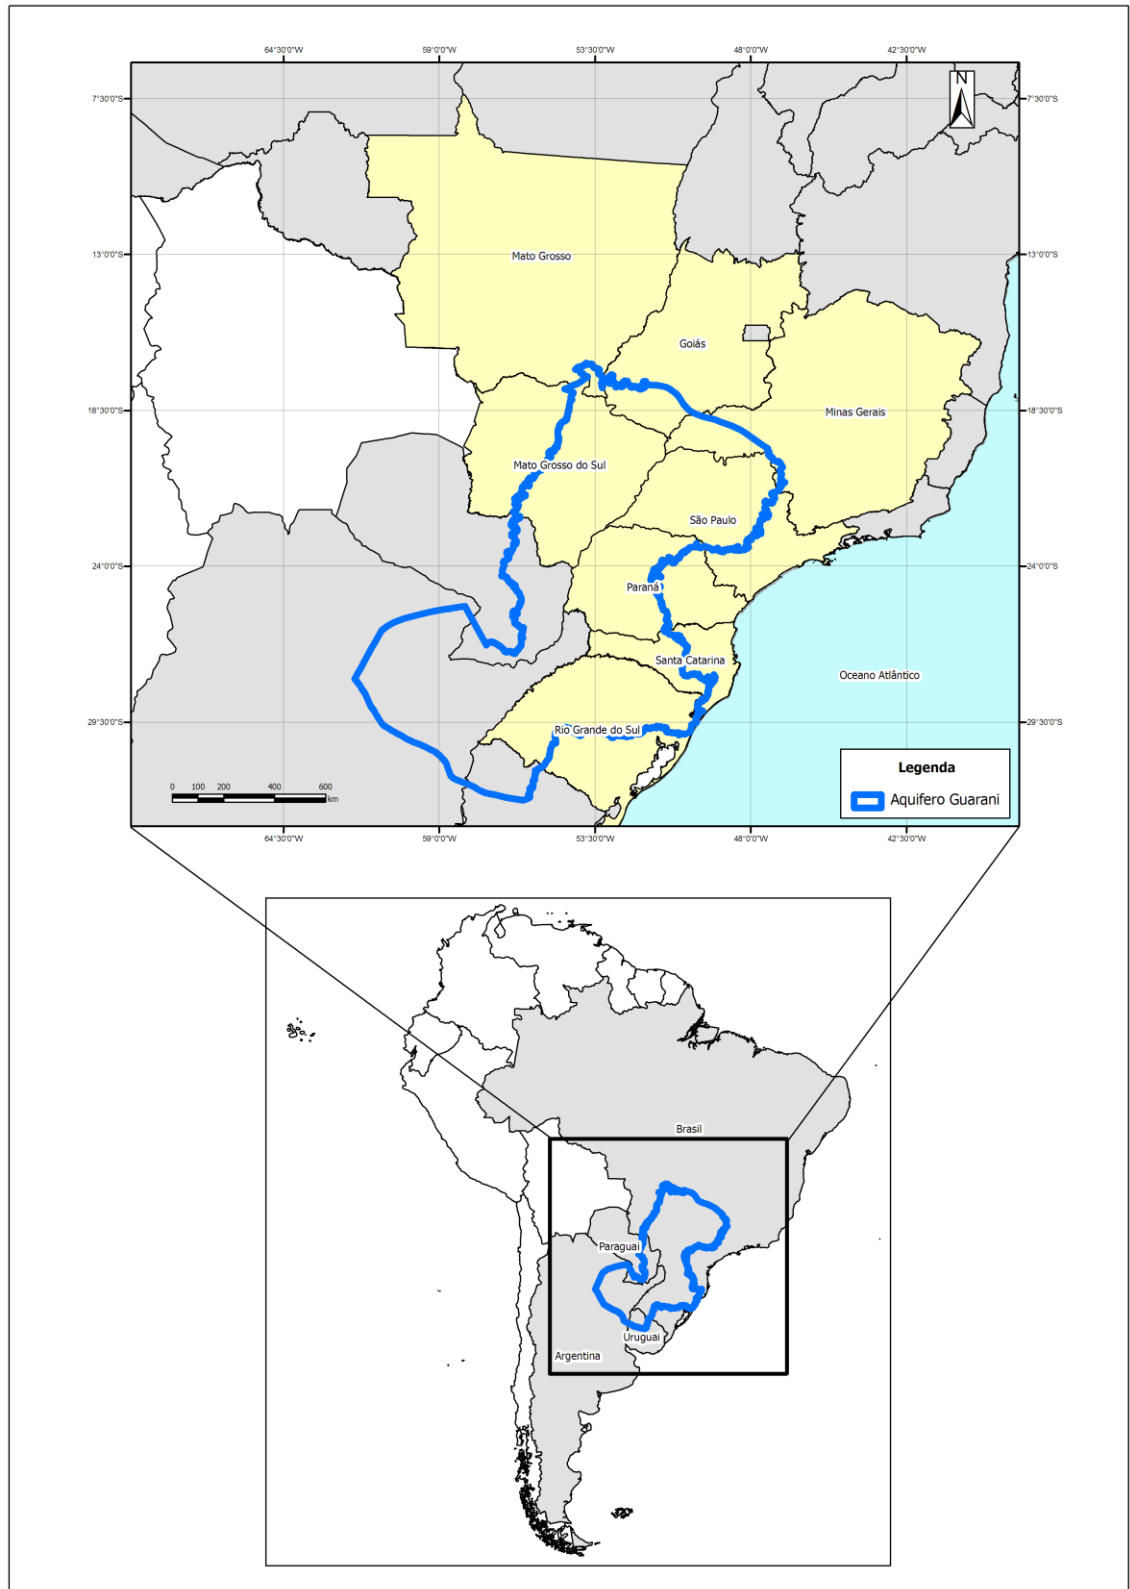 64°30'0"W 59°0'0"W 53°30'0"W 48°0'0"W 42°30'0"W
N
7°30'0"S 7°30'0"S
Mato Grosso
13°0'0"S 13°0'0"S
Goiás
Minas Gerais
18°30'0"S 18°30'0"S
Mato Grosso do Sul
São Paulo
24°0'0"S 24°0'0"S
Paraná
Santa Catarina
Oceano Atlântico
29°30'0"S 29°30'0"S
Rio Grande do Sul
Legenda
Aquifero Guarani
0 100 200 400 600
km
64°30'0"W 59°0'0"W 53°30'0"W 48°0'0"W 42°30'0"W
Brasil
Paraguai
Uruguai
Argentina